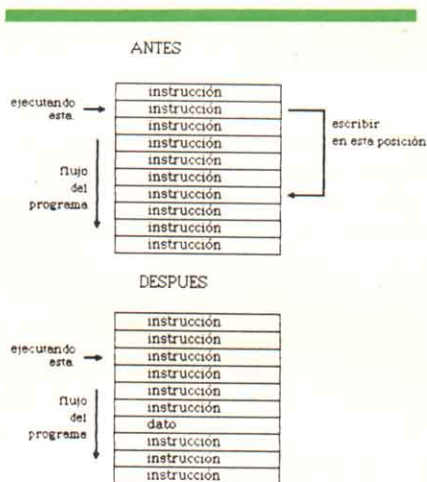 ANTES
instrucción
instrucción
instrucción
instrucción
instrucción
instrucción
instrucción
instrucción
instrucción
instrucción
ejecutando
esta
flujo
del
programa
escribir
en esta posición
DESPUES
instrucción
instrucción
instrucción
instrucción
instrucción
instrucción
dato
instrucción
instrucción
instrucción
ejecutando
esta
flujo
del
programa